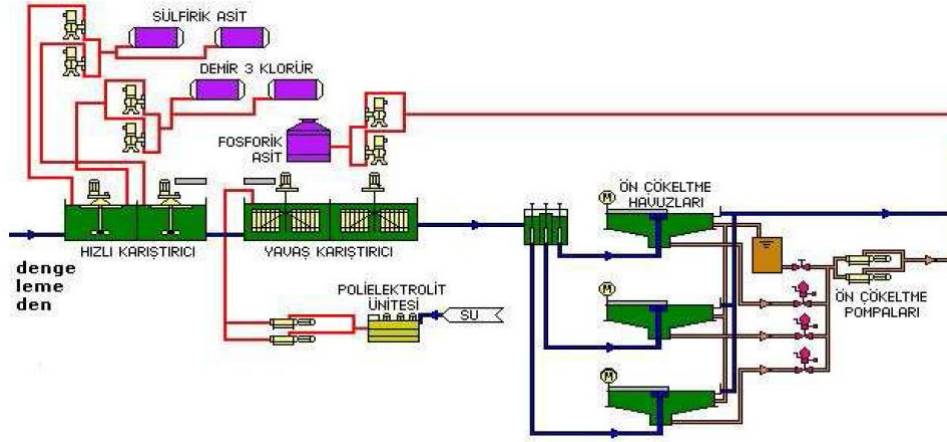 SÜLFİRİK ASİT
DEMİR 3 KLORÜR
FOSFORİK
ASİT
HIZLI KARIŞTIRICI
YAVAŞ KARIŞTIRICI
denge
leme
den
POLİELEKTROLİT
ÜNİTESİ
SU
ÖN ÇÖKELTME
HAVUZLARI
M
M
M
ÖN ÇÖKELTME
POMPALARI